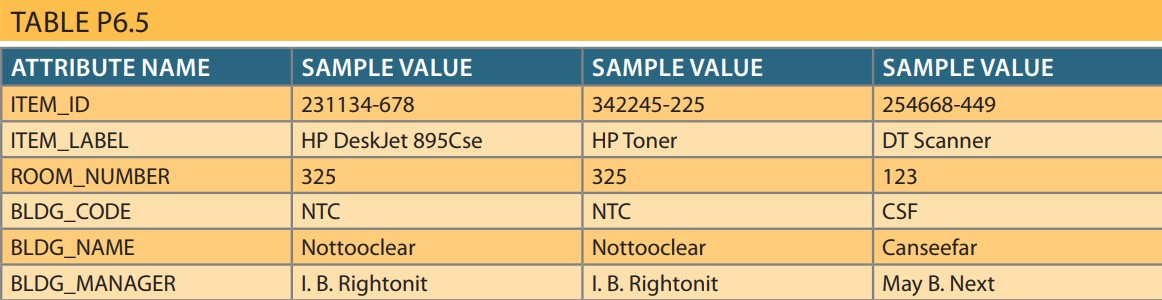 TABLE P6.5
ATTRIBUTE NAME SAMPLE VALUE SAMPLE VALUE SAMPLE VALUE
ITEM_ID 231134-678 342245-225 254668-449
ITEM_LABEL HP DeskJet 895Cse HP Toner DT Scanner
ROOM_NUMBER 325 325 123
BLDG_CODE NTC NTC CSF
BLDG_NAME Nottooclear Nottooclear Canseefar
BLDG_MANAGER I. B. Rightonit I. B. Rightonit May B. Next